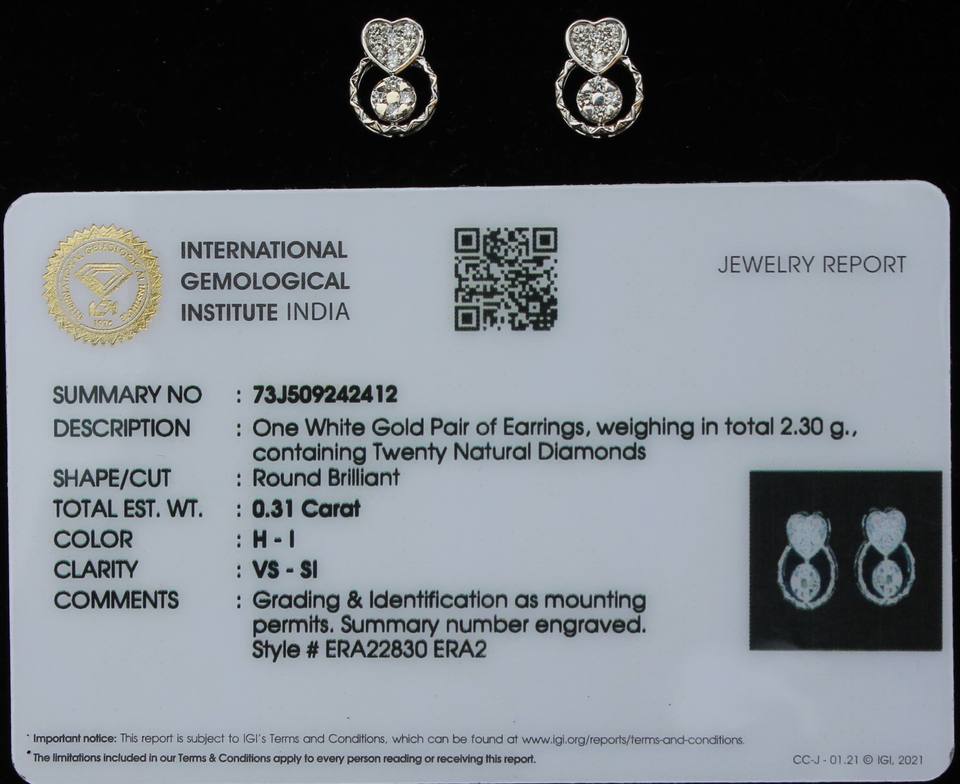 INTERNATIONAL
GEMOLOGICAL
INSTITUTE INDIA
JEWELRY REPORT
SUMMARY NO : 73J509242412
DESCRIPTION : One White Gold Pair of Earrings, weighing in total 2.30 g.,
containing Twenty Natural Diamonds
SHAPE/CUT : Round Brilliant
TOTAL EST. WT. : 0.31 Carat
COLOR : H - I
CLARITY : VS - SI
COMMENTS : Grading & Identification as mounting
permits. Summary number engraved.
Style # ERA22830 ERA2
* Important notice: This report is subject to IGI's Terms and Conditions, which can be found at www.igi.org/reports/terms-and-conditions.
* The limitations included in our Terms & Conditions apply to every person reading or receiving this report.
CC-J - 01.21 © IGI, 2021